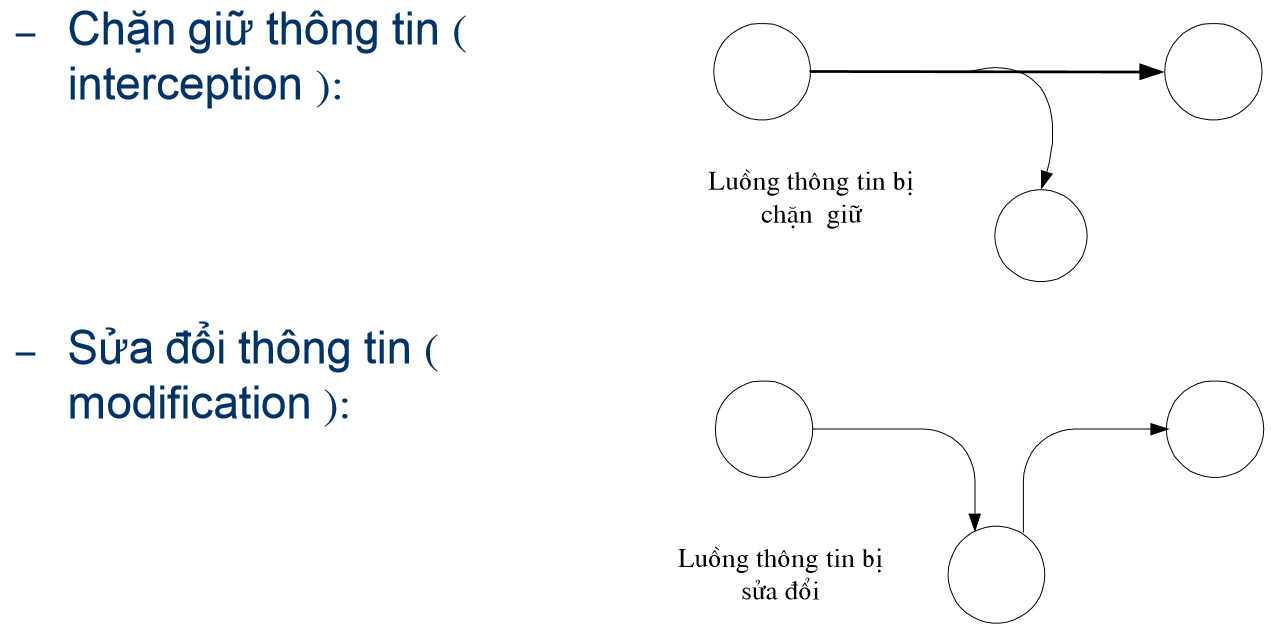 – Chặn giữ thông tin (
interception ):
Luồng thông tin bị
chặn giữ
– Sửa đổi thông tin (
modification ):
Luồng thông tin bị
sửa đổi